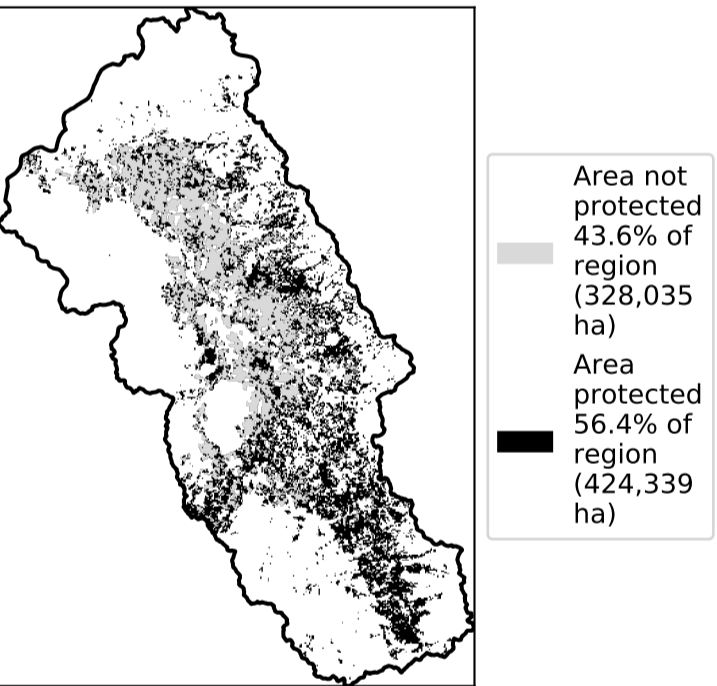 Area not
protected
43.6% of
region
(328,035
ha)
Area
protected
56.4% of
region
(424,339
ha)